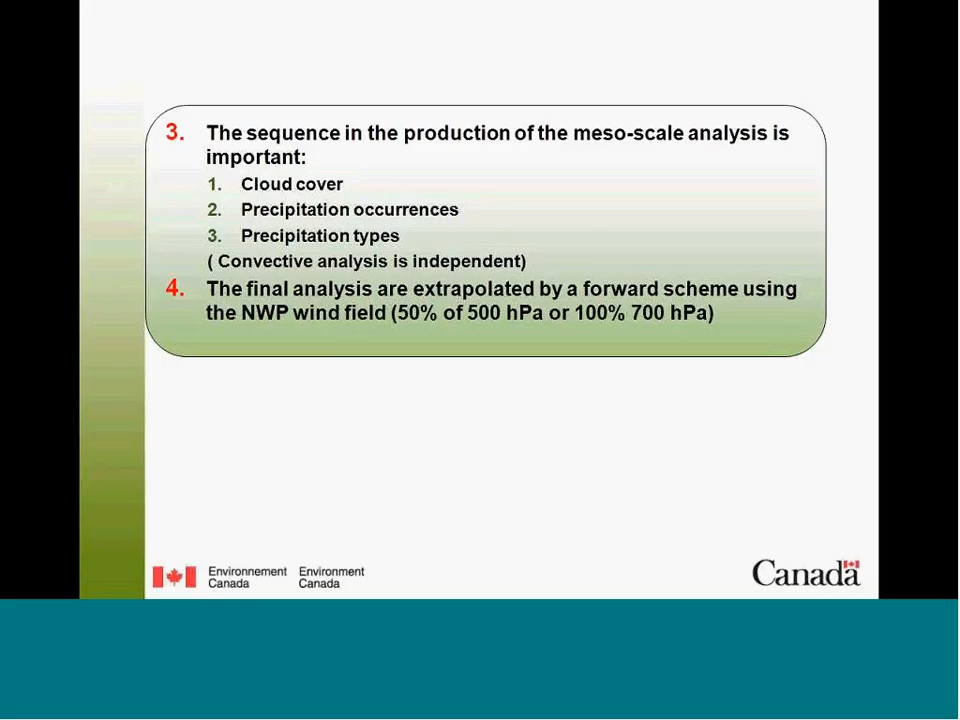 3. The sequence in the production of the meso-scale analysis is
important:
1. Cloud cover
2. Precipitation occurrences
3. Precipitation types
( Convective analysis is independent)
4. The final analysis are extrapolated by a forward scheme using
the NWP wind field (50% of 500 hPa or 100% 700 hPa)
Environnement Environment
Canada Canada
Canada